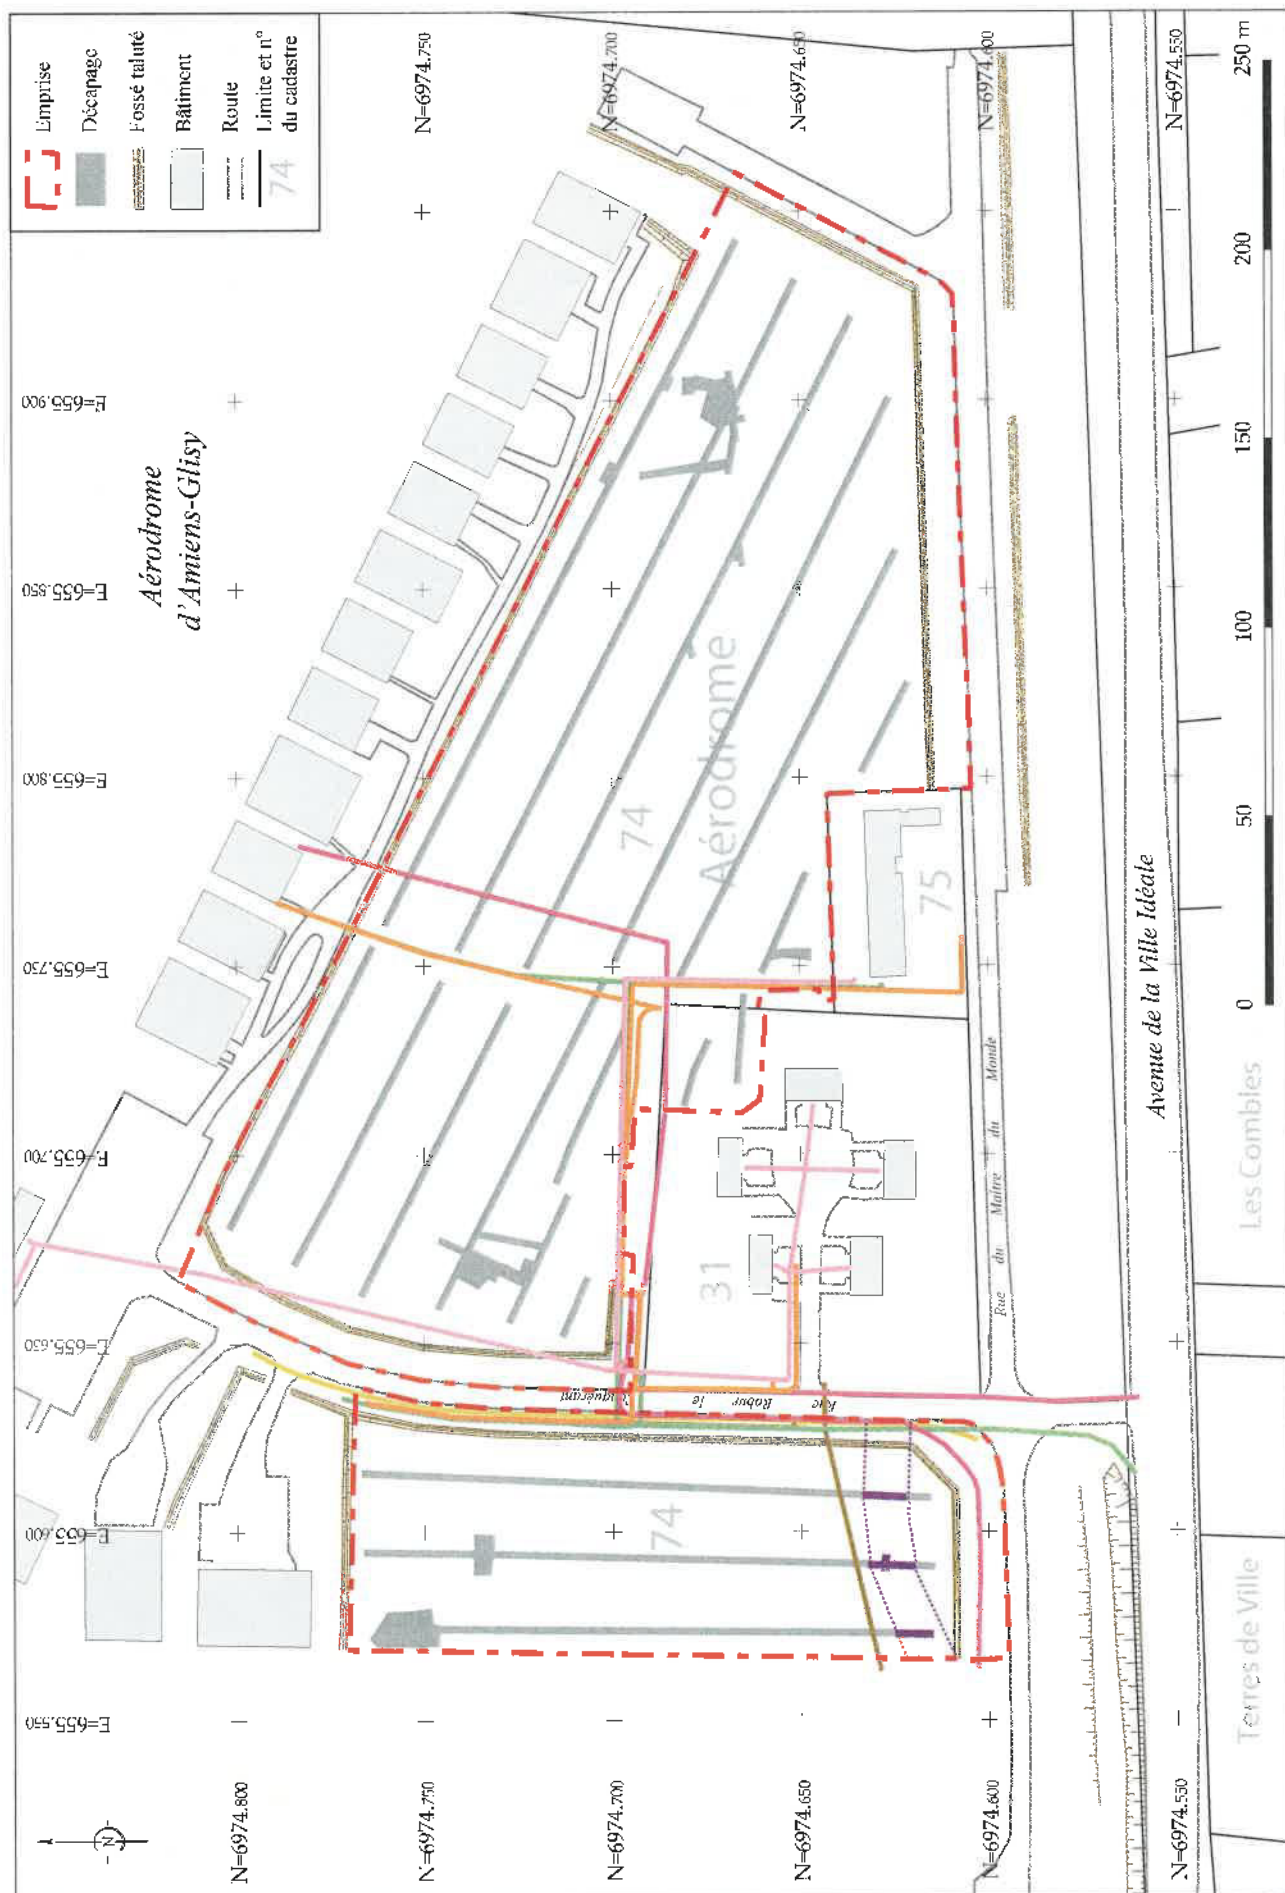 Emprise
Décapage
Fossé taluté
Bâtiment
Route
Limite et n°
du cadastre
74
N
E=655.550
E=655.600
E=655.650
E=655.700
E=655.750
E=655.800
E=655.850
E=655.900
N=6974.800
N=6974.750
N=6974.700
N=6974.650
N=6974.600
N=6974.550
N=6974.750
N=6974.700
N=6974.650
N=6974.600
N=6974.550
Aérodrome
d'Amiens-Glisy
74
Aérodrome
75
31
74
Rue Robur le Conquérant
Rue du Maître du Monde
Avenue de la Ville Idéale
Terres de Ville
Les Combles
0 50 100 150 200 250 m